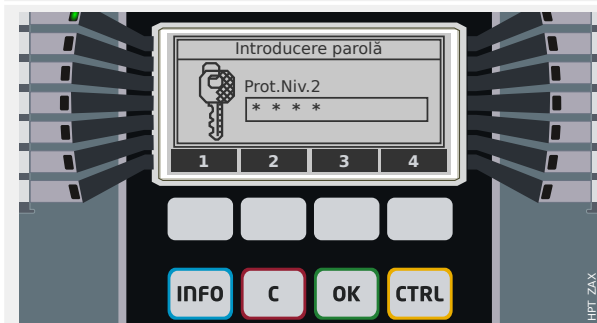 Introducere parolă
Prot.Niv.2
* * * *
1 2 3 4
INFO C OK CTRL
HPT ZAX